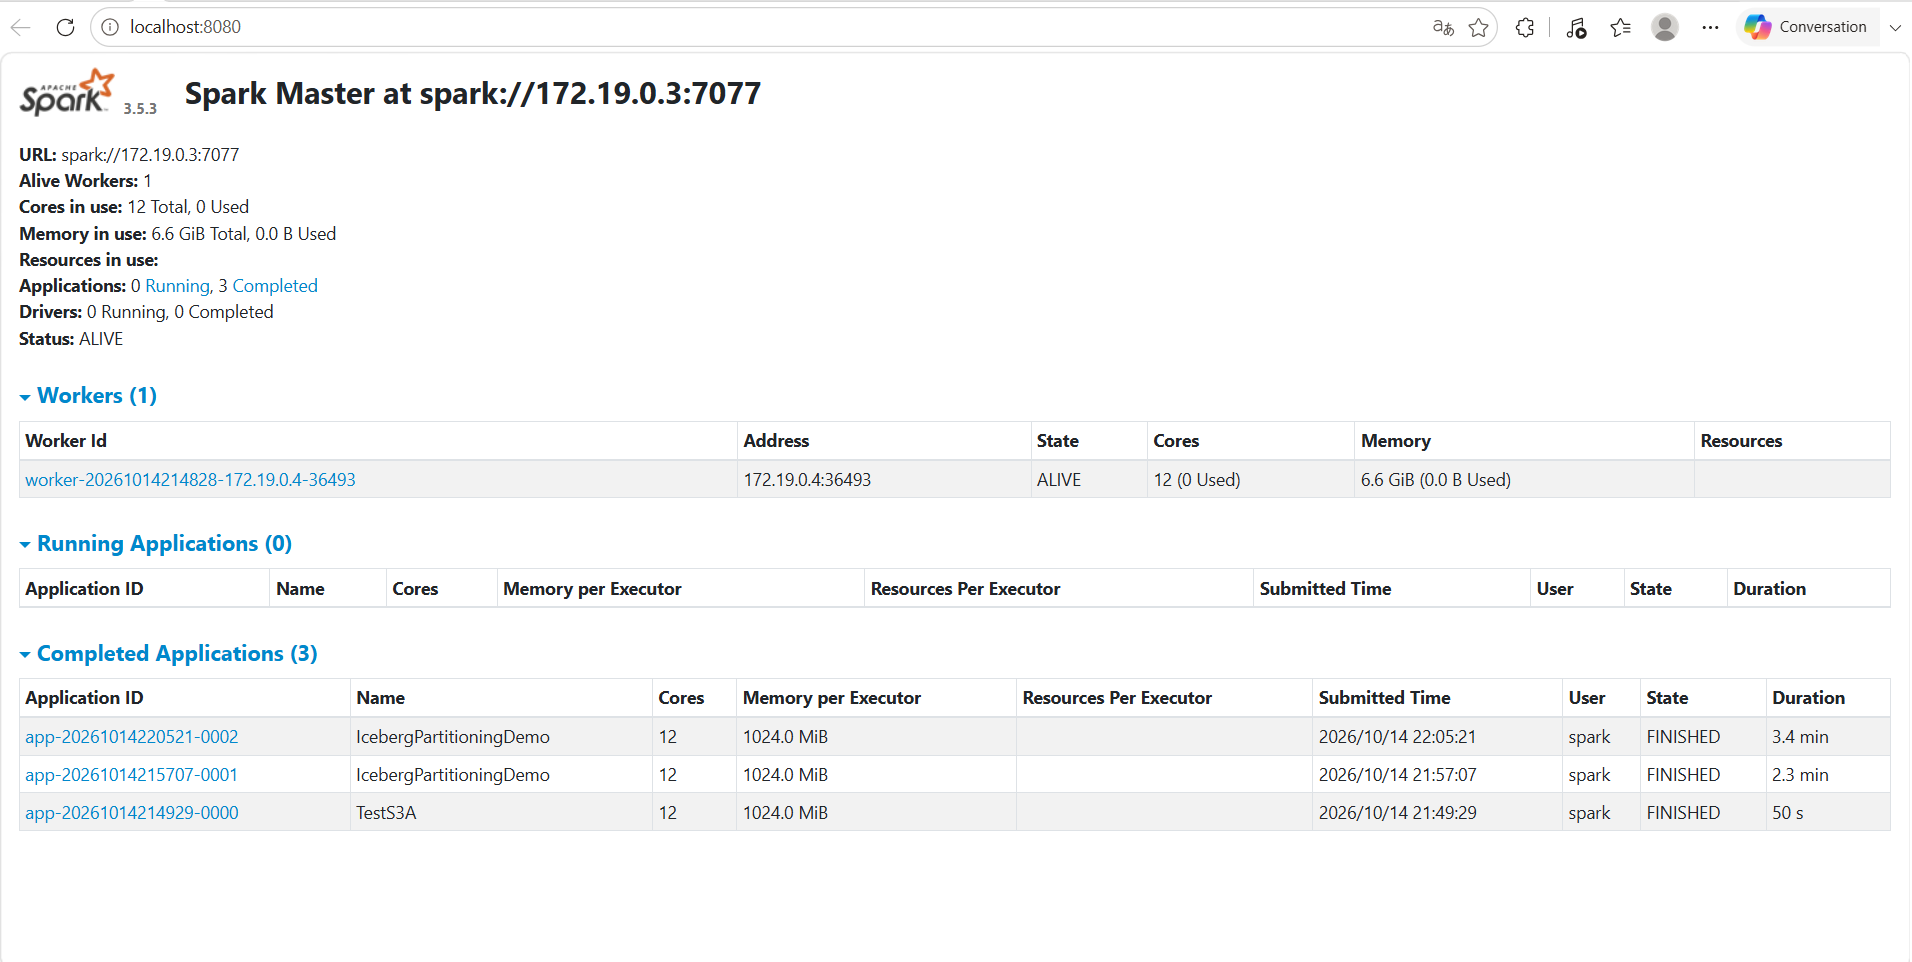 localhost:8080
Conversation
APACHE Spark 3.5.3 Spark Master at spark://172.19.0.3:7077
URL: spark://172.19.0.3:7077
Alive Workers: 1
Cores in use: 12 Total, 0 Used
Memory in use: 6.6 GiB Total, 0.0 B Used
Resources in use:
Applications: 0 Running, 3 Completed
Drivers: 0 Running, 0 Completed
Status: ALIVE
Workers (1)
Worker Id Address State Cores Memory Resources
worker-20261014214828-172.19.0.4-36493 172.19.0.4:36493 ALIVE 12 (0 Used) 6.6 GiB (0.0 B Used)
Running Applications (0)
Application ID Name Cores Memory per Executor Resources Per Executor Submitted Time User State Duration
Completed Applications (3)
Application ID Name Cores Memory per Executor Resources Per Executor Submitted Time User State Duration
app-20261014220521-0002 IcebergPartitioningDemo 12 1024.0 MiB 2026/10/14 22:05:21 spark FINISHED 3.4 min
app-20261014215707-0001 IcebergPartitioningDemo 12 1024.0 MiB 2026/10/14 21:57:07 spark FINISHED 2.3 min
app-20261014214929-0000 TestS3A 12 1024.0 MiB 2026/10/14 21:49:29 spark FINISHED 50 s